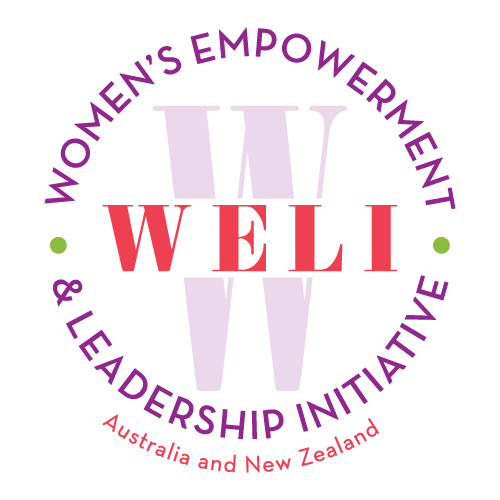 WOMEN'S EMPOWERMENT
W
WELI
& LEADERSHIP INITIATIVE
Australia and New Zealand